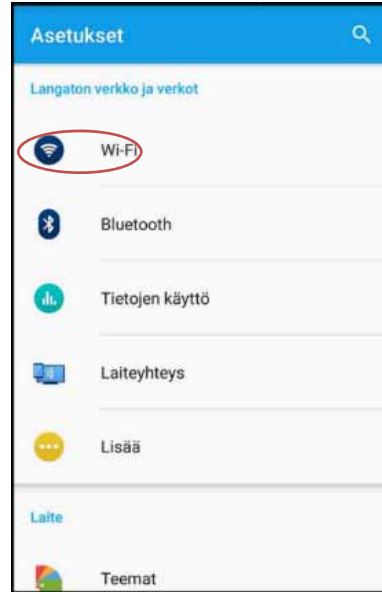 Asetukset
Langaton verkko ja verkot
Wi-Fi
Bluetooth
Tietojen käyttö
Laiteyhteys
Lisää
Laite
Teemat